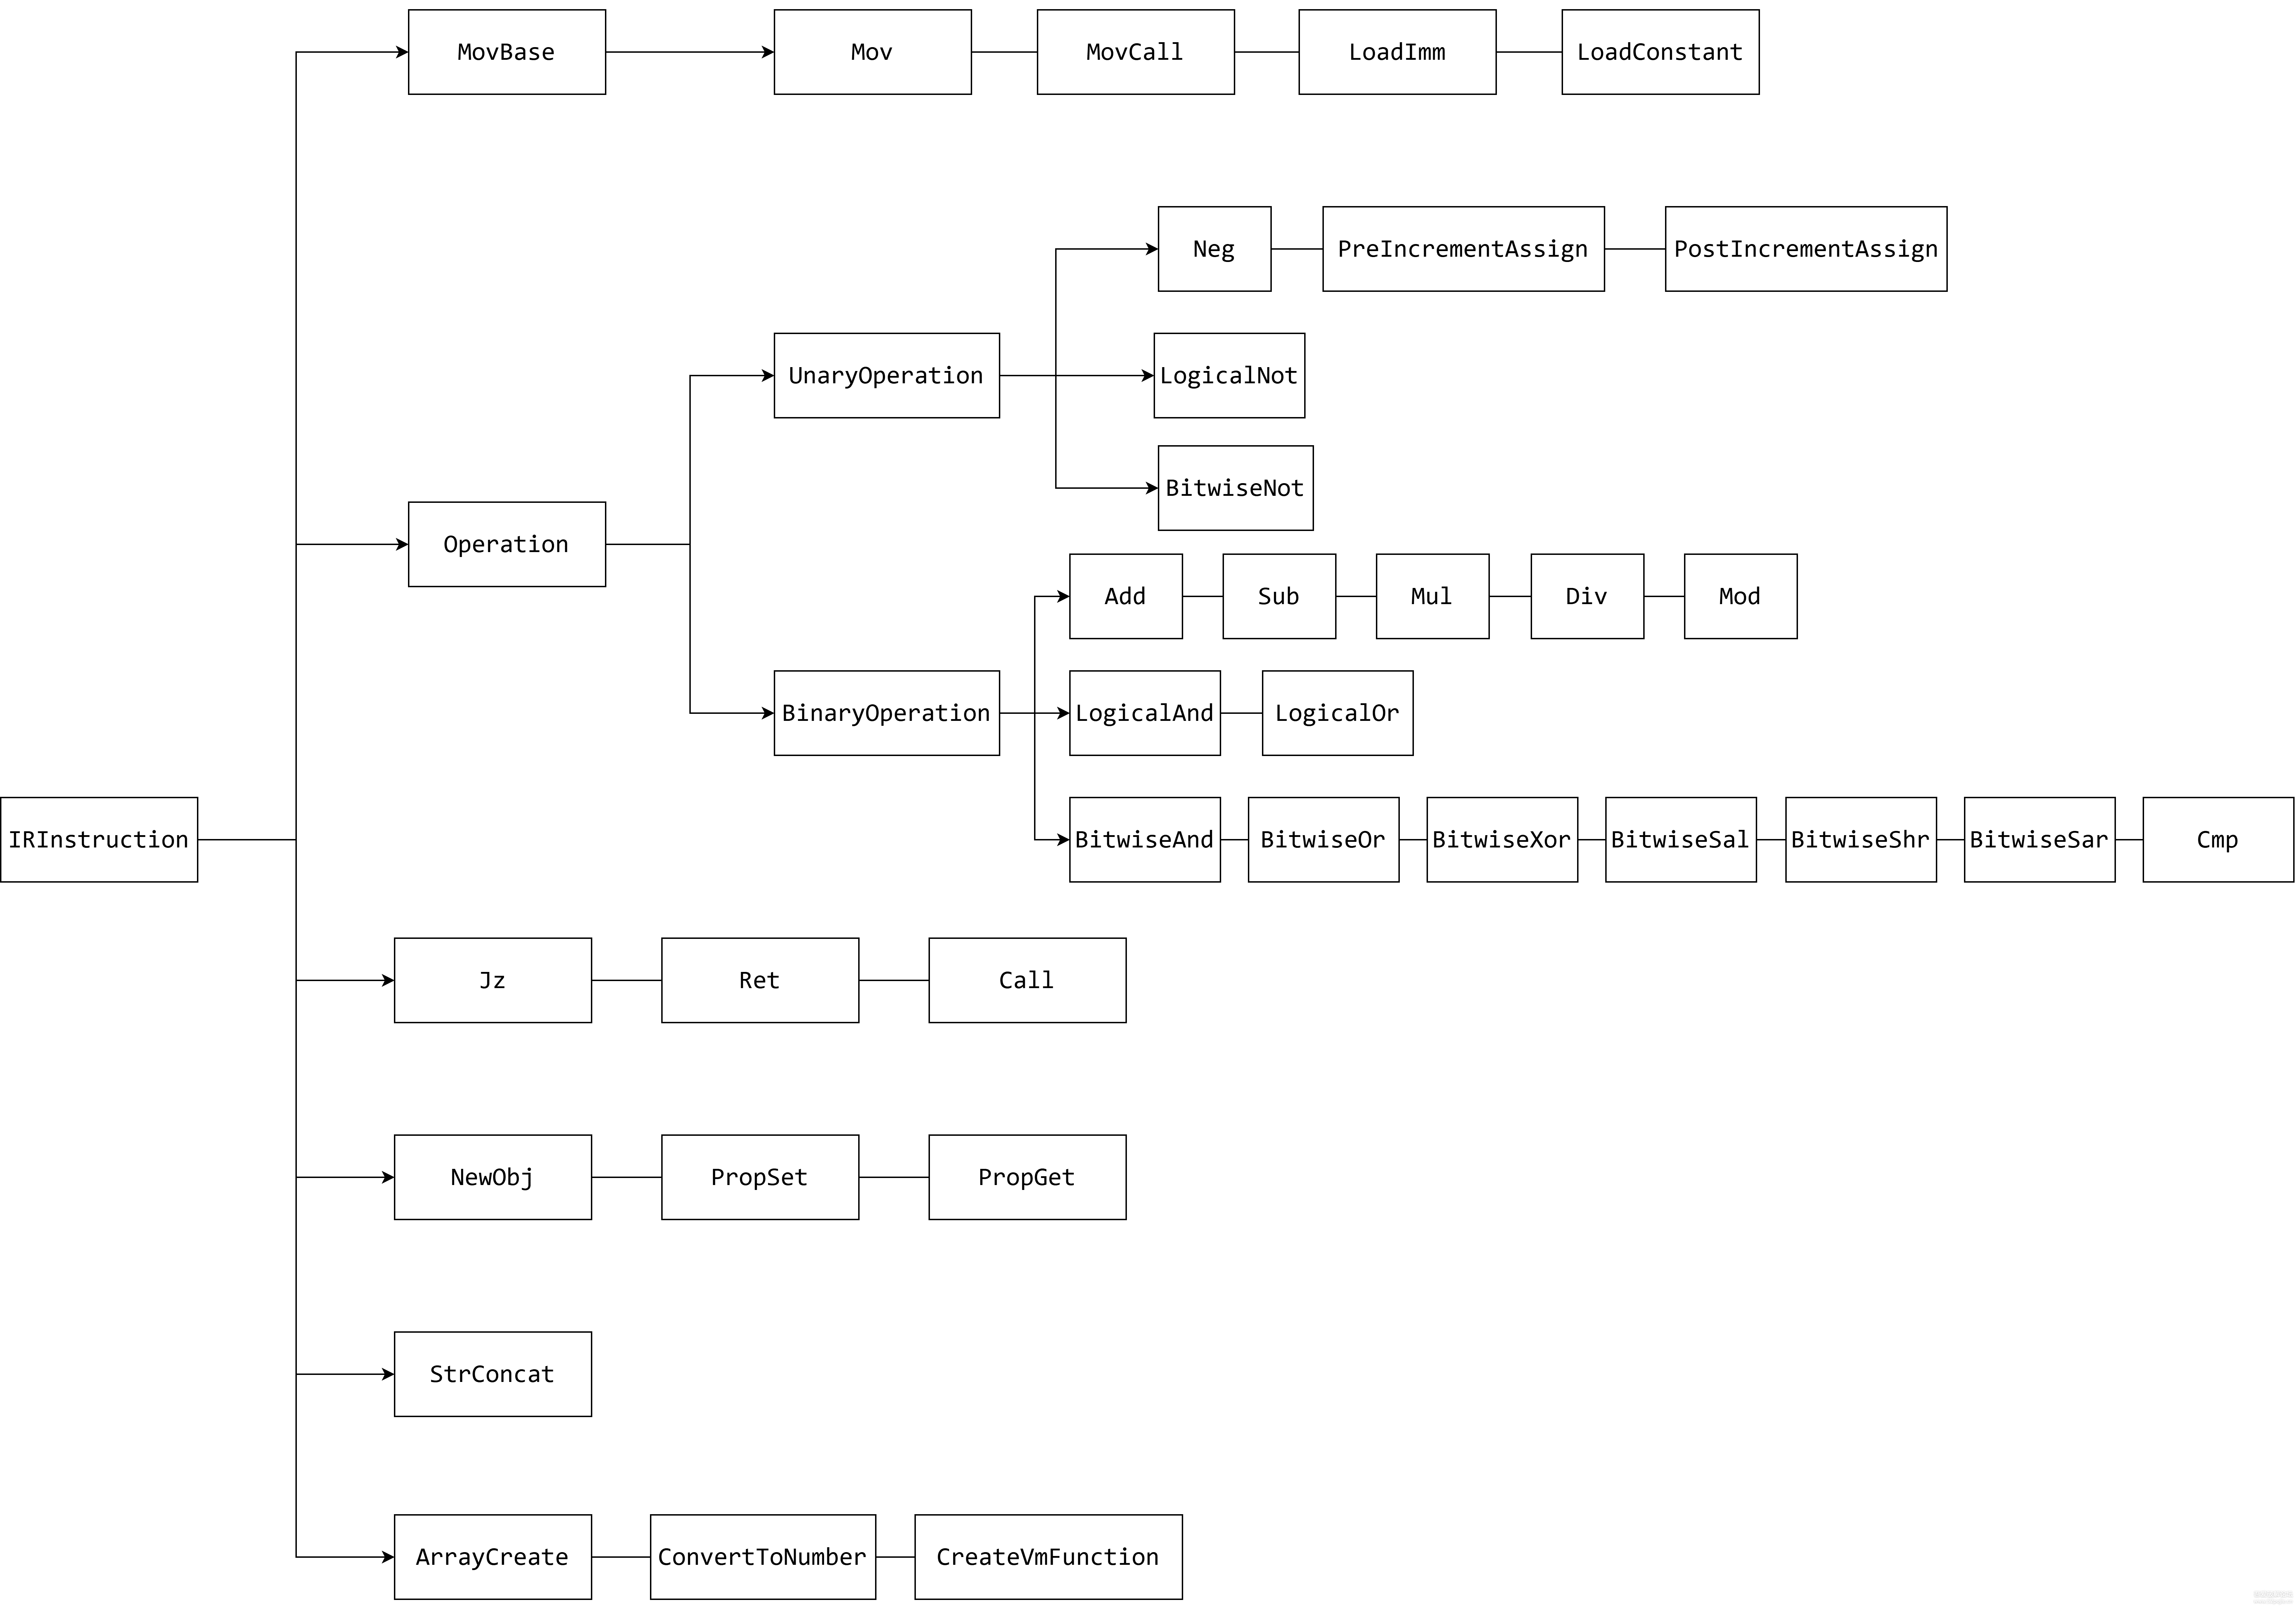 MovBase
Mov
MovCall
LoadImm
LoadConstant
Neg
PreIncrementAssign
PostIncrementAssign
UnaryOperation
LogicalNot
BitwiseNot
Operation
Add
Sub
Mul
Div
Mod
BinaryOperation
LogicalAnd
LogicalOr
IRInstruction
BitwiseAnd
BitwiseOr
BitwiseXor
BitwiseSal
BitwiseShr
BitwiseSar
Cmp
Jz
Ret
Call
NewObj
PropSet
PropGet
StrConcat
ArrayCreate
ConvertToNumber
CreateVmFunction